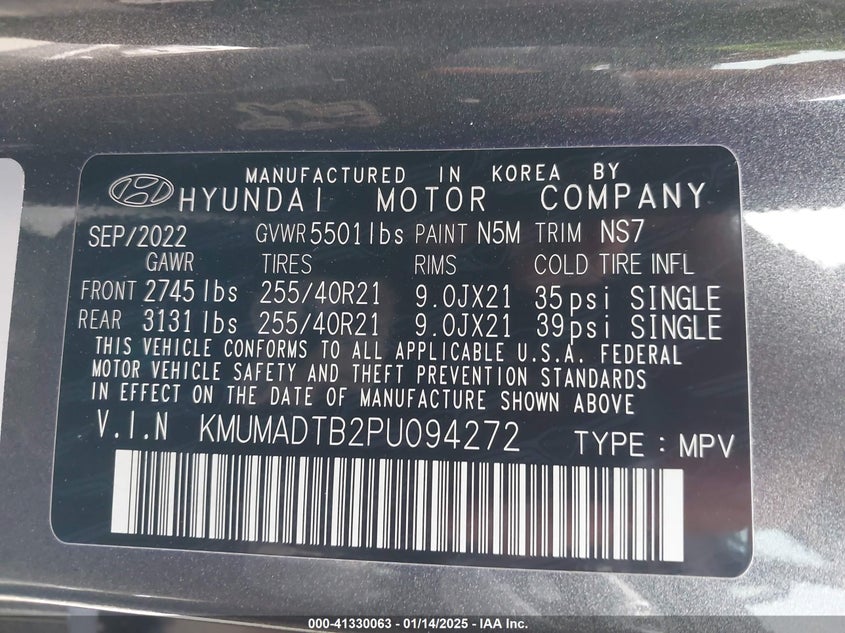 MANUFACTURED IN KOREA BY
HYUNDAI MOTOR COMPANY
SEP/2022 GVWR 5501lbs PAINT N5M TRIM NS7
GAWR TIRES RIMS COLD TIRE INFL
FRONT 2745lbs 255/40R21 9.0JX21 35psi SINGLE
REAR 3131lbs 255/40R21 9.0JX21 39psi SINGLE
THIS VEHICLE CONFORMS TO ALL APPLICABLE U.S.A. FEDERAL
MOTOR VEHICLE SAFETY AND THEFT PREVENTION STANDARDS
IN EFFECT ON THE DATE OF MANUFACTURE SHOWN ABOVE
V.I.N KMUMADTB2PU094272 TYPE : MPV
000-41330063 - 01/14/2025 - IAA Inc.